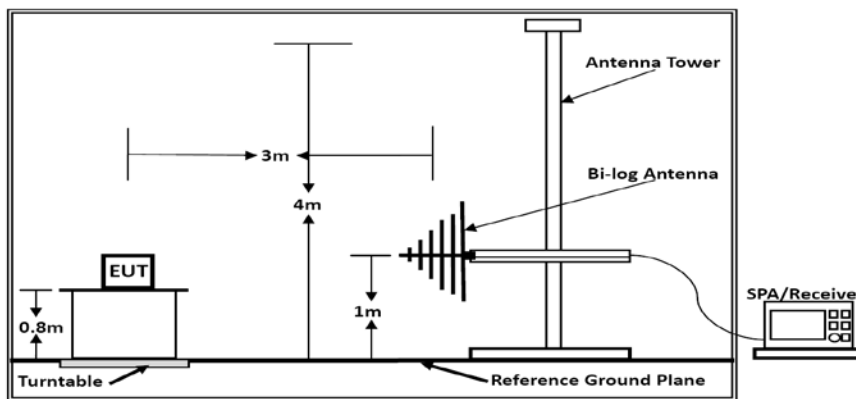 Antenna Tower
3m
Bi-log Antenna
4m
EUT
SPA/Receive
0.8m
1m
Turntable
Reference Ground Plane